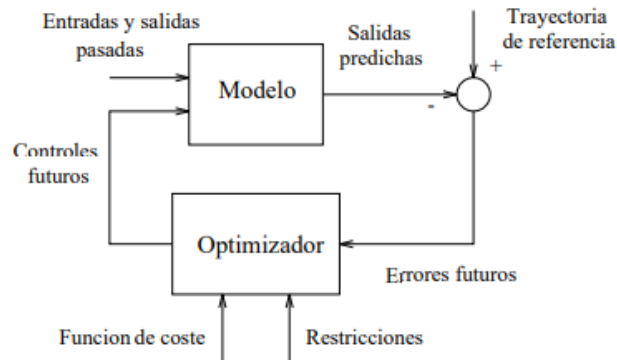 Entradas y salidas
pasadas
Trayectoria
de referencia
Salidas
predichas
+
Modelo
-
Controles
futuros
Optimizador
Errores futuros
Funcion de coste
Restricciones